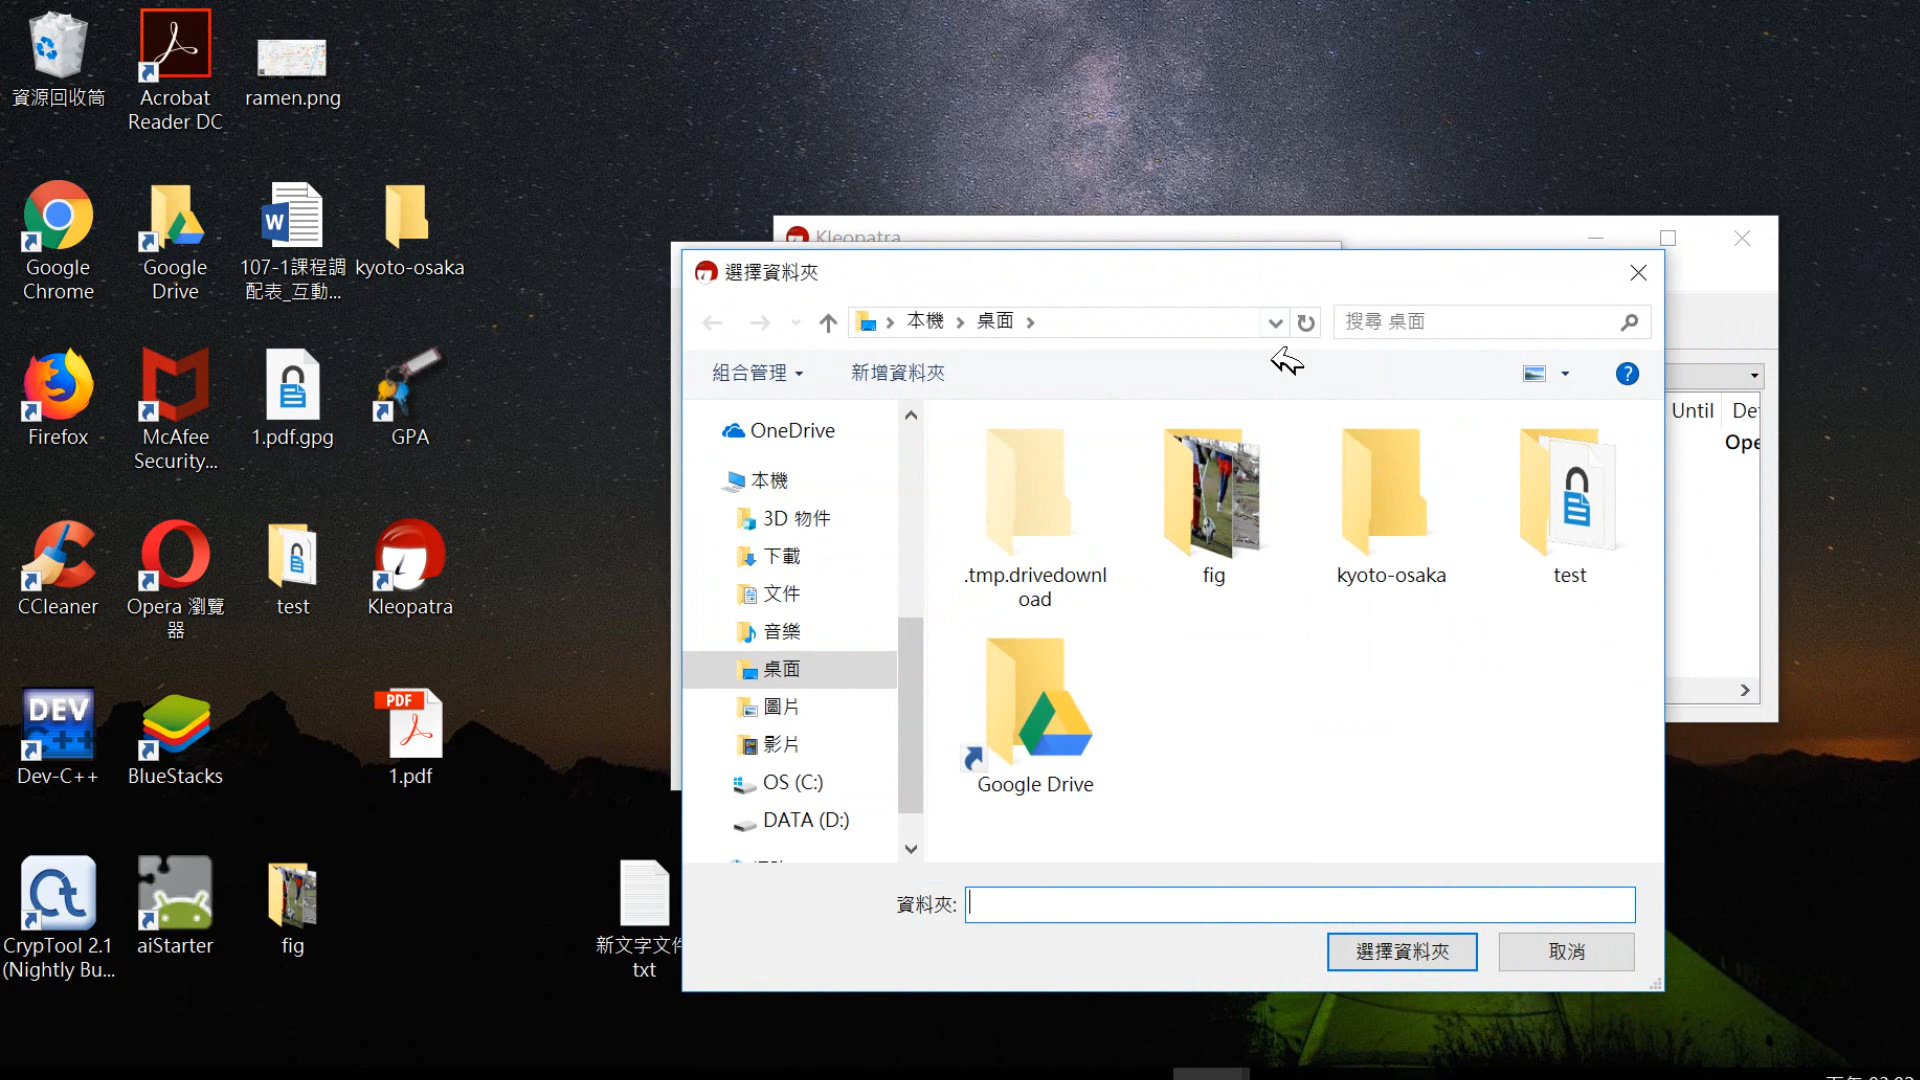 資源回收筒
Acrobat
Reader DC
ramen.png
Google
Chrome
Google
Drive
W
107-1課程調
配表_互動...
kyoto-osaka
Firefox
McAfee
Security...
1.pdf.gpg
GPA
CCleaner
Opera 瀏覽
器
test
Kleopatra
DEV
C++
Dev-C++
BlueStacks
PDF
1.pdf
CrypTool 2.1
(Nightly Bu...
aiStarter
fig
新文字文件
txt
Kleopatra
選擇資料夾
本機
桌面
搜尋 桌面
組合管理
新增資料夾
Until
De
Ope
OneDrive
本機
3D 物件
下載
文件
音樂
桌面
圖片
影片
OS (C:)
DATA (D:)
.tmp.drivedownl
oad
fig
kyoto-osaka
test
Google Drive
資料夾:
選擇資料夾
取消